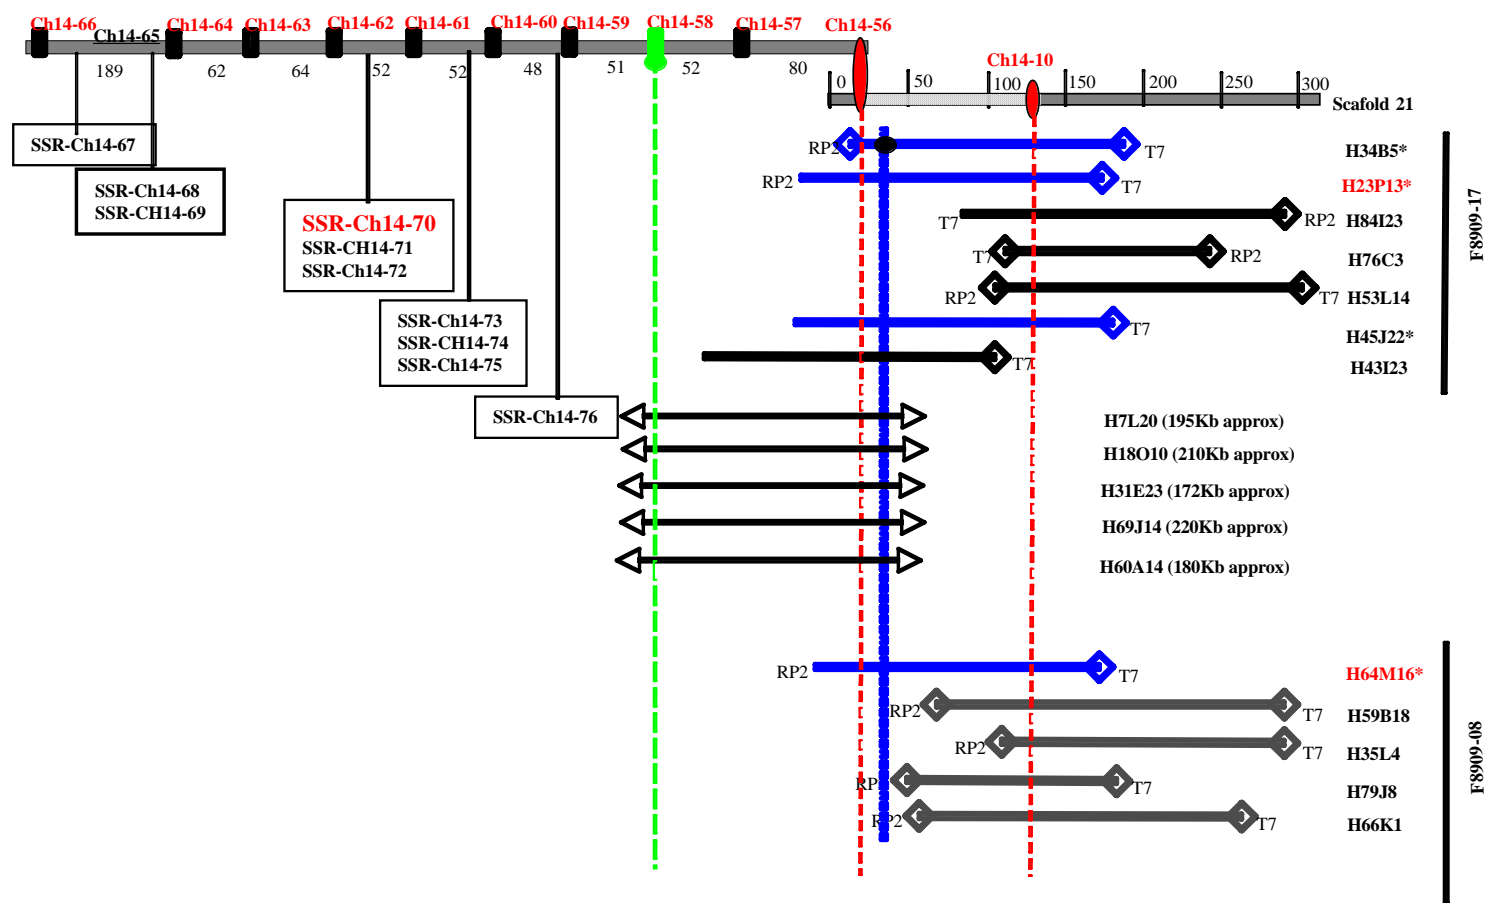 Ch14-66
Ch14-65
Ch14-64
Ch14-63
Ch14-62
Ch14-61
Ch14-60
Ch14-59
Ch14-58
Ch14-57
Ch14-56
189
62
64
52
52
48
51
52
80
Ch14-10
0
50
100
150
200
250
300
Scafold 21
SSR-Ch14-67
SSR-Ch14-68
SSR-CH14-69
SSR-Ch14-70
SSR-CH14-71
SSR-Ch14-72
SSR-Ch14-73
SSR-CH14-74
SSR-Ch14-75
SSR-Ch14-76
RP2 T7 H34B5*
RP2 T7 H23P13*
T7 RP2 H84I23
T7 RP2 H76C3
RP2 T7 H53L14
T7 H45J22*
T7 H43I23
F8909-17
H7L20 (195Kb approx)
H18O10 (210Kb approx)
H31E23 (172Kb approx)
H69J14 (220Kb approx)
H60A14 (180Kb approx)
RP2 T7 H64M16*
RP2 T7 H59B18
RP2 T7 H35L4
RP T7 H79J8
RP2 T7 H66K1
F8909-08